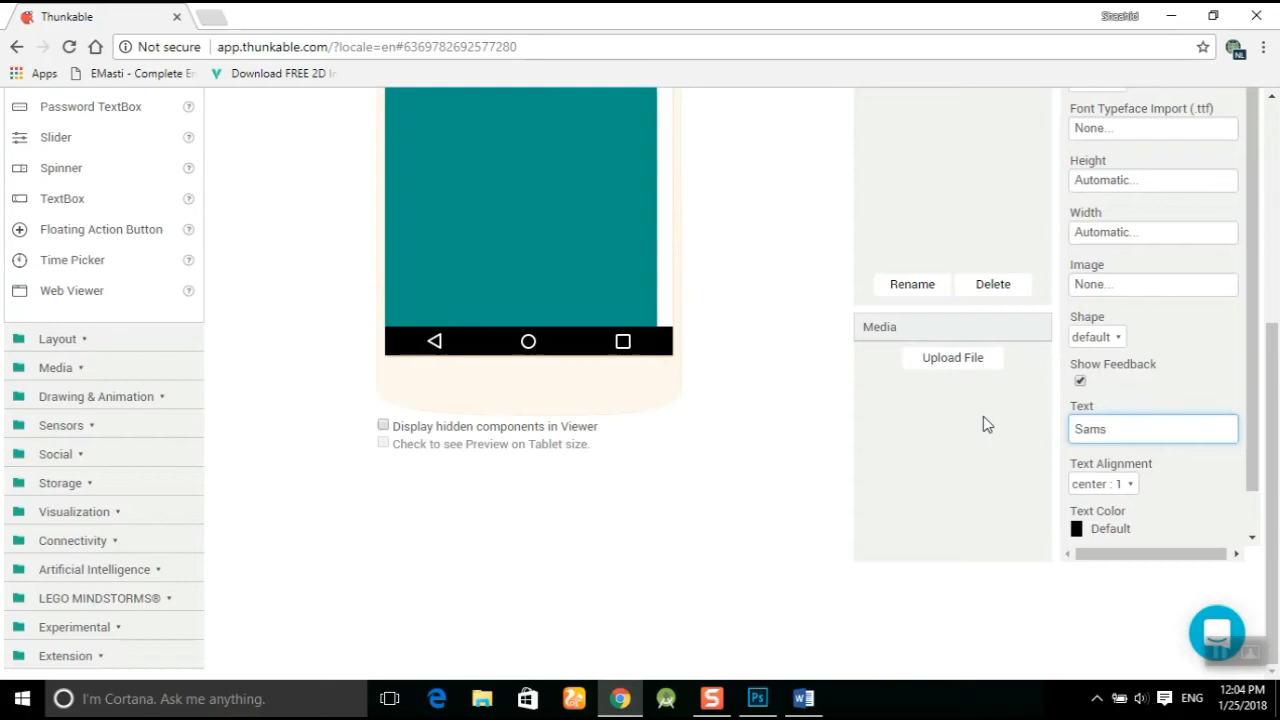 Thunkable
Shaahid
Not secure
app.thunkable.com/?locale=en#6369782692577280
NL
Apps
EMasti - Complete En
Download FREE 2D
Password TextBox
Slider
Spinner
TextBox
Floating Action Button
Time Picker
Web Viewer
Layout
Media
Drawing & Animation
Sensors
Social
Storage
Visualization
Connectivity
Artificial Intelligence
LEGO MINDSTORMS®
Experimental
Extension
Display hidden components in Viewer
Check to see Preview on Tablet size.
Rename
Delete
Media
Upload File
Font Typeface Import (.ttf)
None...
Height
Automatic...
Width
Automatic...
Image
None...
Shape
default
Show Feedback
Text
Sams
Text Alignment
center : 1
Text Color
Default
I'm Cortana. Ask me anything.
Ps
ENG
12:04 PM
1/25/2018